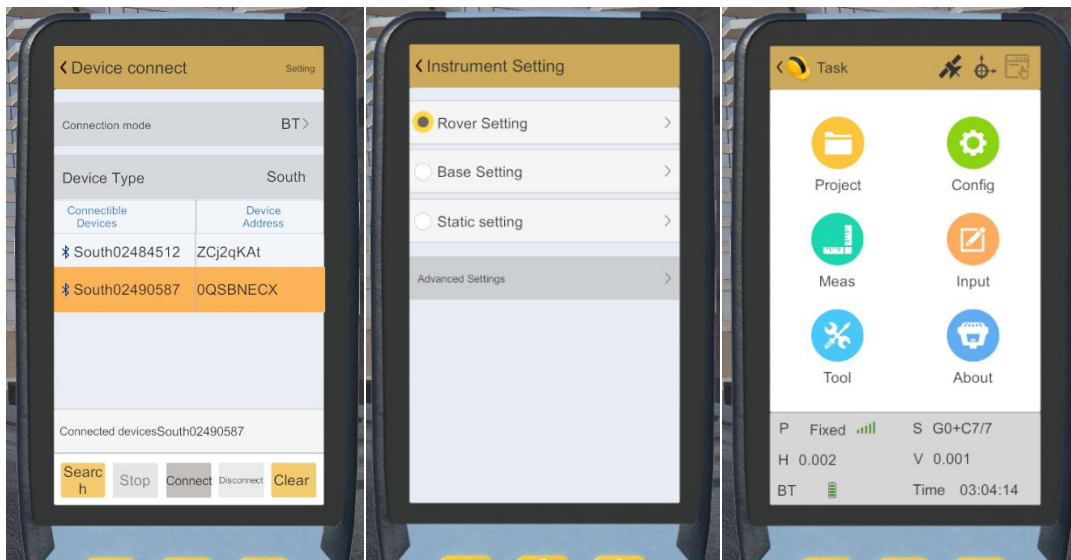 Device connect
Setting
Connection mode
BT
Device Type
South
Connectible
Devices
Device
Address
South02484512
ZCj2qKAt
South02490587
0QSBNECX
Connected devicesSouth02490587
Searc
h
Stop
Connect
Disconnect
Clear
Instrument Setting
Rover Setting
Base Setting
Static setting
Advanced Settings
Task
Project
Config
Meas
Input
Tool
About
P Fixed
S G0+C7/7
H 0.002
V 0.001
BT
Time 03:04:14